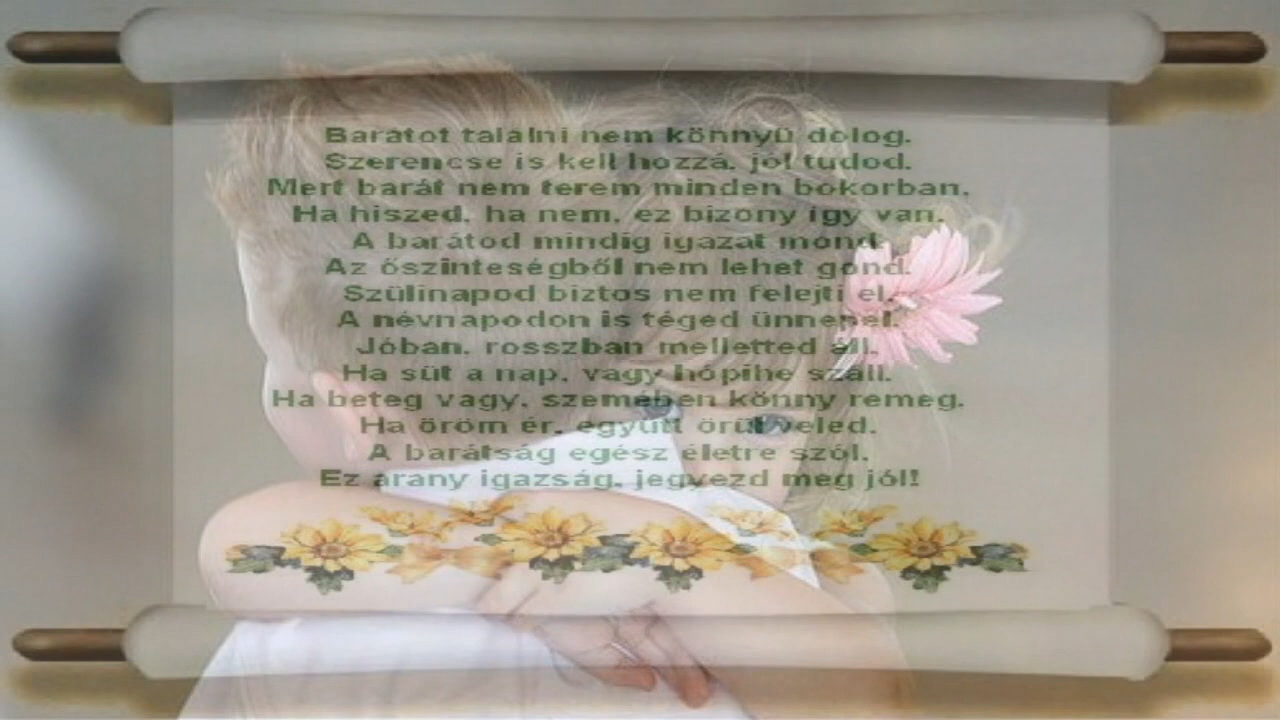 Barátot találni nem könnyű dolog.
Szerencse is kell hozzá, jól tudod.
Mert barát nem terem minden bokorban.
Ha hiszed, ha nem, ez bizony így van.
A barátod mindig igazat mond.
Az őszinteségből nem lehet gond.
Szülinapod biztos nem felejti el.
A névnapodon is téged ünnepel.
Jóban, rosszban melletted áll.
Ha süt a nap, vagy hópihe száll.
Ha beteg vagy, szemében könny remeg.
Ha öröm ér, együtt örül veled.
A barátság egész életre szól.
Ez arany igazság, jegyezd meg jól!